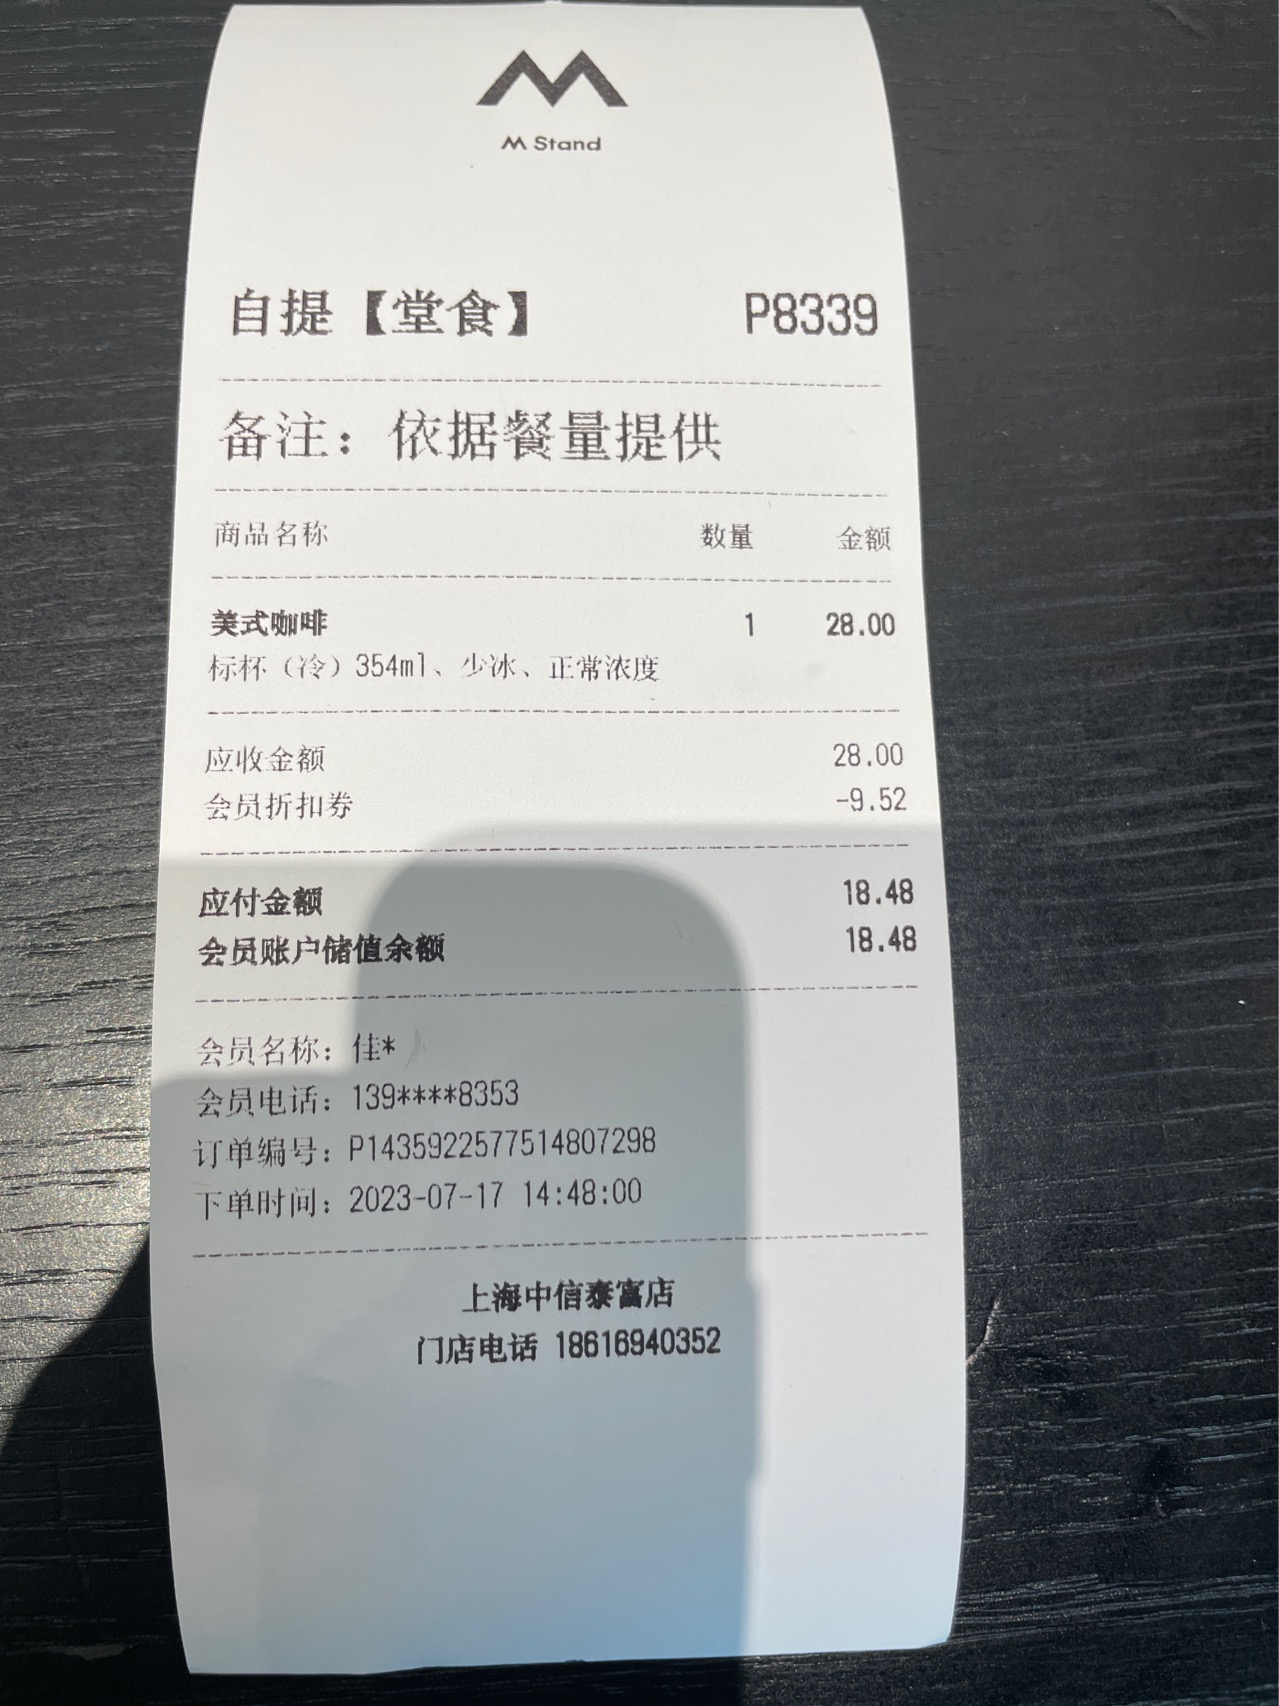 M Stand
自提【堂食】 P8339
备注：依据餐量提供
商品名称 数量 金额
美式咖啡 1 28.00
标杯（冷）354ml、少冰、正常浓度
应收金额 28.00
会员折扣券 -9.52
应付金额 18.48
会员账户储值余额 18.48
会员名称：佳*
会员电话：139****8353
订单编号：P1435922577514807298
下单时间：2023-07-17 14:48:00
上海中信泰富店
门店电话 18616940352